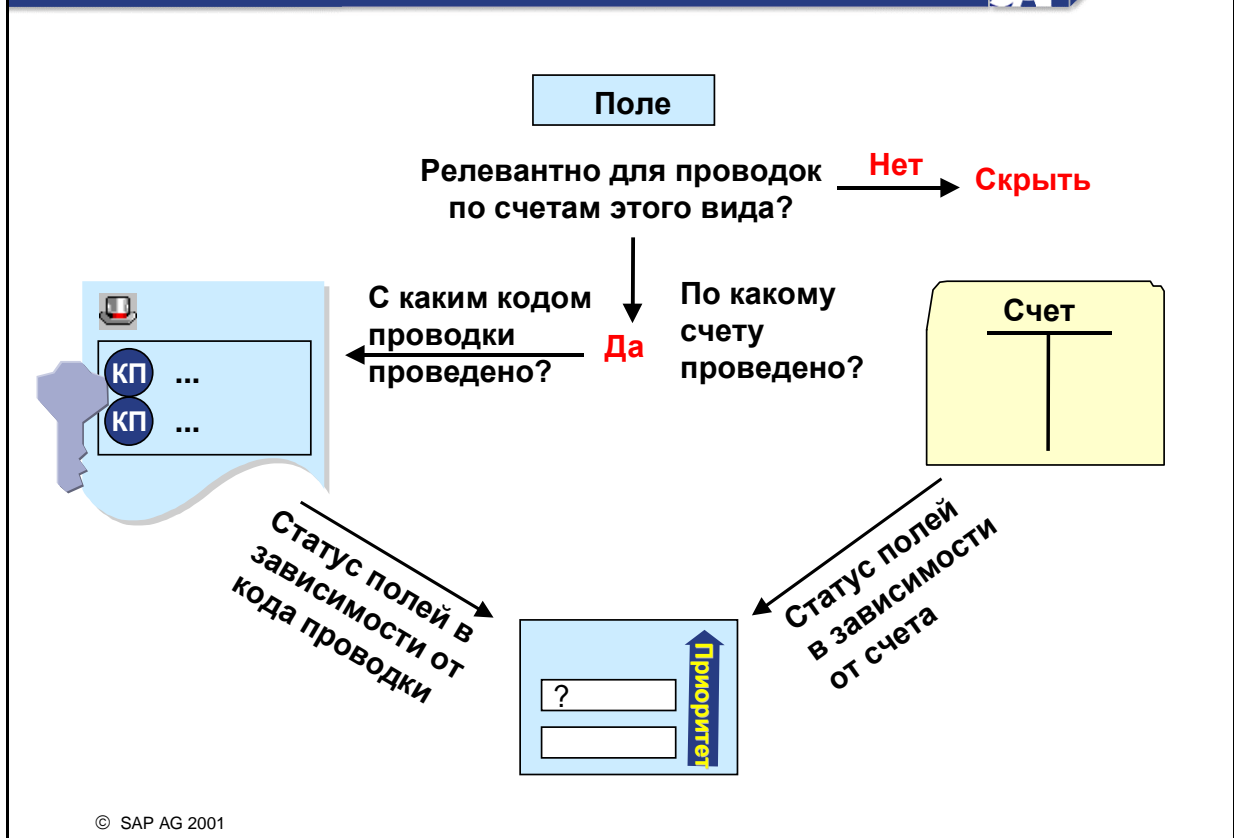 Поле
Релевантно для проводок
по счетам этого вида?
Нет
Скрыть
С каким кодом
проводки
проведено?
Да
По какому
счету
проведено?
Счет
КП ...
КП ...
Статус полей в
зависимости от
кода проводки
Статус полей
в зависимости
от счета
?
Приоритет
© SAP AG 2001